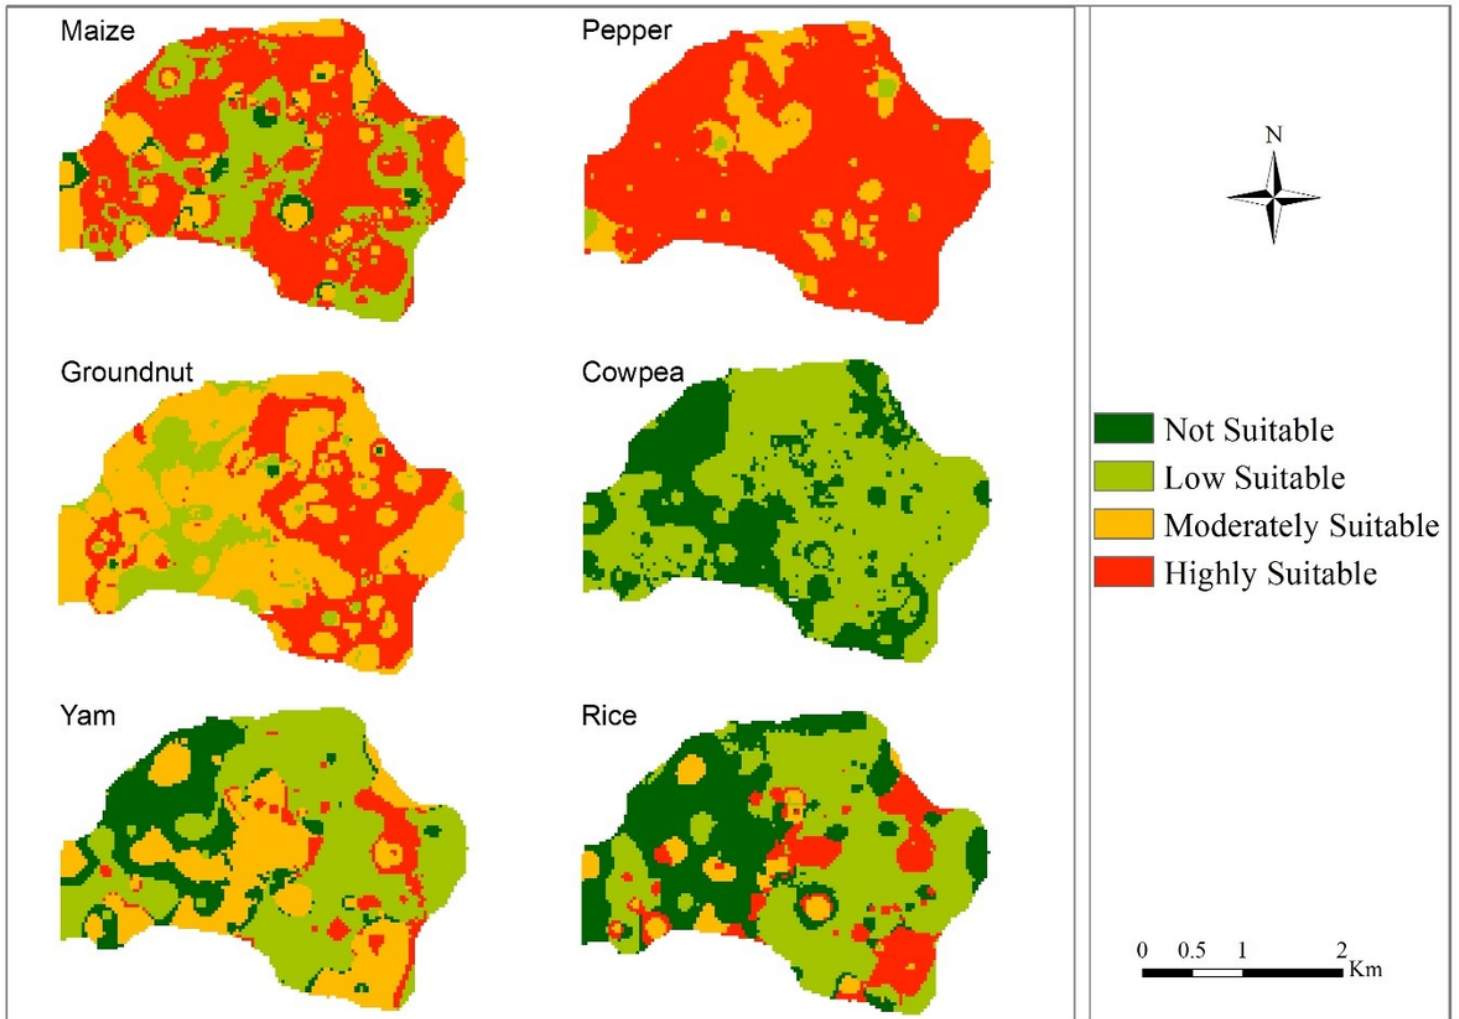 Maize
Pepper
N
Groundnut
Cowpea
Not Suitable
Low Suitable
Moderately Suitable
Highly Suitable
Yam
Rice
0 0.5 1 2
Km